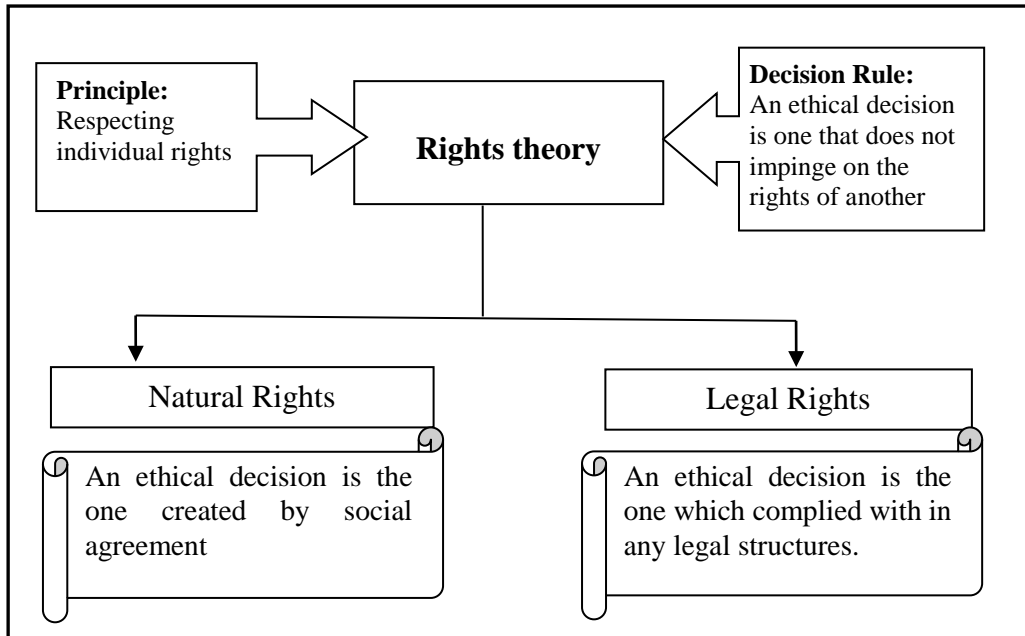 Principle:
Respecting
individual rights
Rights theory
Decision Rule:
An ethical decision
is one that does not
impinge on the
rights of another
Natural Rights
Legal Rights
An ethical decision is the
one created by social
agreement
An ethical decision is the
one which complied with in
any legal structures.